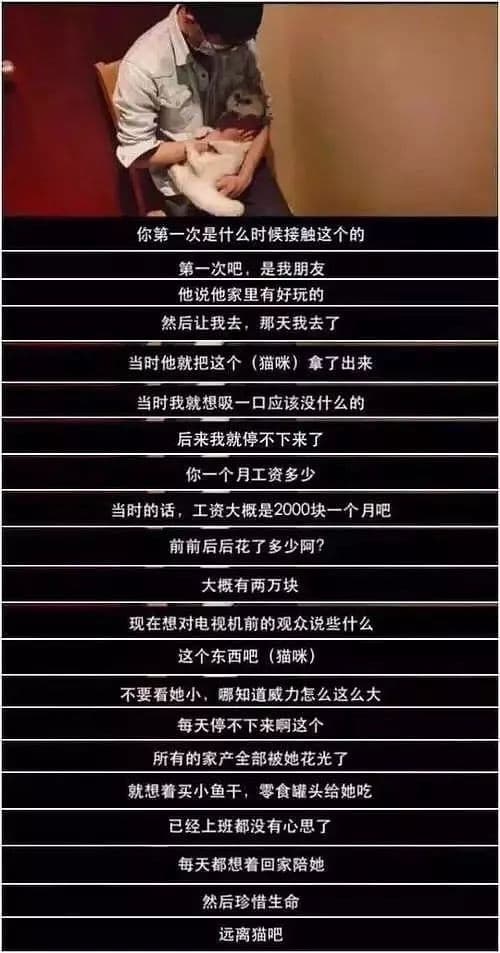 你第一次是什么时候接触这个的
第一次吧，是我朋友
他说他家里有好玩的
然后让我去，那天我去了
当时他就把这个（猫咪）拿了出来
当时我就想吸一口应该没什么的
后来我就停不下来了
你一个月工资多少
当时的话，工资大概是2000块一个月吧
前前后后花了多少阿？
大概有两万块
现在想对电视机前的观众说些什么
这个东西吧（猫咪）
不要看她小，哪知道威力怎么这么大
每天停不下来啊这个
所有的家产全部被她花光了
就想着买小鱼干，零食罐头给她吃
已经上班都没有心思了
每天都想着回家陪她
然后珍惜生命
远离猫吧